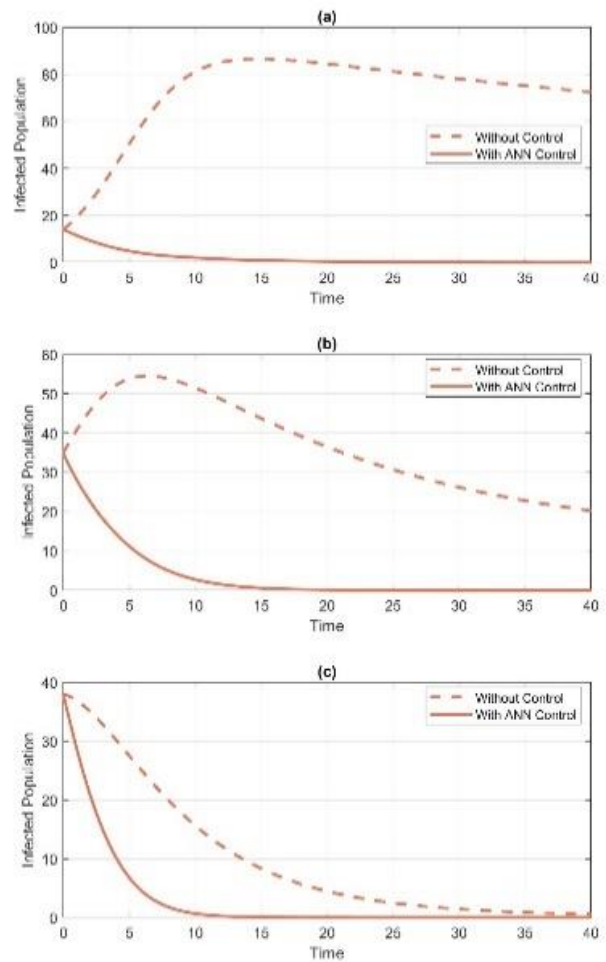 (a)
100
80
60
40
20
0
Infected Population
Without Control
With ANN Control
0 5 10 15 20 25 30 35 40
Time
(b)
60
50
40
30
20
10
0
Infected Population
Without Control
With ANN Control
0 5 10 15 20 25 30 35 40
Time
(c)
40
30
20
10
0
Infected Population
Without Control
With ANN Control
0 5 10 15 20 25 30 35 40
Time